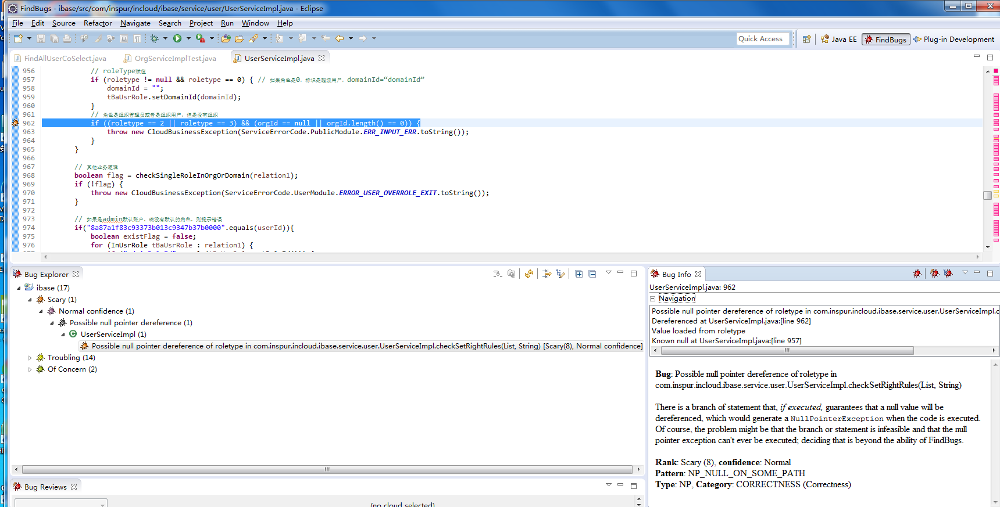 FindBugs - ibase/src/com/inspur/incloud/ibase/service/user/UserServiceImpl.java - Eclipse
File Edit Source Refactor Navigate Search Project Run Window Help
Quick Access Java EE FindBugs Plug-in Development
FindAllUserCoSelect.java OrgServiceImplTest.java UserServiceImpl.java
956 // roleType
957 if (roletype != null && roletype == 0) { // 如果角色是0，标识是超级用户，domainId=“domainId”
958 domainId = "";
959 tBaUsrRole.setDomainId(domainId);
960 }
961 // 角色是组织管理员或者是组织用户，但是没有组织
962 if ((roletype == 2 || roletype == 3) && (orgId == null || orgId.length() == 0)) {
963 throw new CloudBusinessException(ServiceErrorCode.PublicModule.ERR_INPUT_ERR.toString());
964 }
965 }
966
967 // 其他业务逻辑
968 boolean flag = checkSingleRoleInOrgOrDomain(relation1);
969 if (!flag) {
970 throw new CloudBusinessException(ServiceErrorCode.UserModule.ERROR_USER_OVERROLE_EXIT.toString());
971 }
972
973 // 如果是admin默认账户，确没有默认的角色，则提示错误
974 if("8a87a1f83c93373b013c9347b37b0000".equals(userId)){
975 boolean existFlag = false;
976 for (InUsrRole tBaUsrRole : relation1) {
Bug Explorer
ibase (17)
Scary (1)
Normal confidence (1)
Possible null pointer dereference (1)
UserServiceImpl (1)
Possible null pointer dereference of roletype in com.inspur.incloud.ibase.service.user.UserServiceImpl.checkSetRightRules(List, String) [Scary(8), Normal confidence]
Troubling (14)
Of Concern (2)
Bug Reviews
(no cloud selected)
Bug Info
UserServiceImpl.java: 962
Navigation
Possible null pointer dereference of roletype in com.inspur.incloud.ibase.service.user.UserServiceImpl.c
Dereferenced at UserServiceImpl.java:[line 962]
Value loaded from roletype
Known null at UserServiceImpl.java:[line 957]
Bug: Possible null pointer dereference of roletype in
com.inspur.incloud.ibase.service.user.UserServiceImpl.checkSetRightRules(List, String)
There is a branch of statement that, if executed, guarantees that a null value will be
dereferenced, which would generate a NullPointerException when the code is executed.
Of course, the problem might be that the branch or statement is infeasible and that the null
pointer exception can't ever be executed; deciding that is beyond the ability of FindBugs.
Rank: Scary (8), confidence: Normal
Pattern: NP_NULL_ON_SOME_PATH
Type: NP, Category: CORRECTNESS (Correctness)